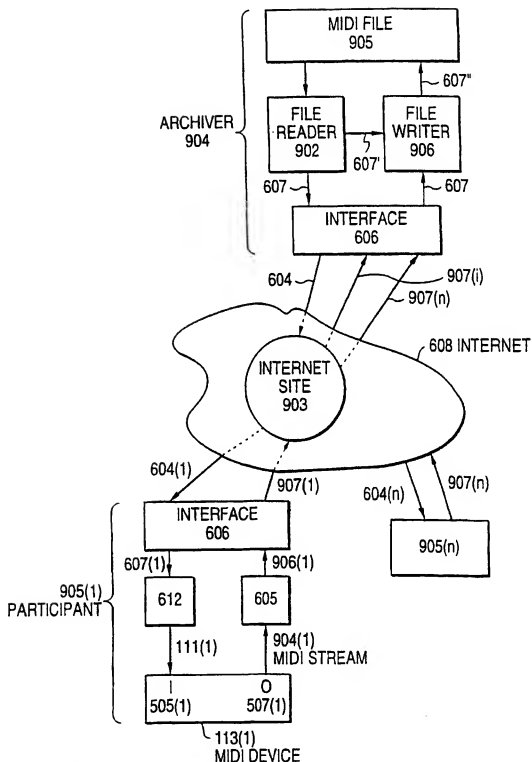 MIDI FILE
905
ARCHIVER
904
FILE
READER
902
607'
FILE
WRITER
906
607"
607
607
INTERFACE
606
604
907(i)
907(n)
608 INTERNET
INTERNET
SITE
903
604(1)
907(1)
604(n)
907(n)
905(n)
INTERFACE
606
607(1)
906(1)
905(1)
PARTICIPANT
612
605
111(1)
904(1)
MIDI STREAM
I
O
505(1)
507(1)
113(1)
MIDI DEVICE